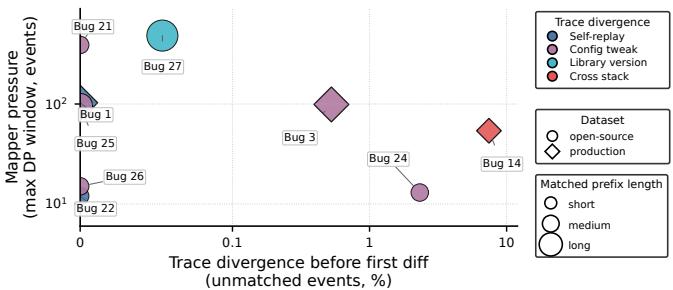 Mapper pressure
(max DP window, events)
10²
10¹
Bug 21
Bug 27
Bug 1
Bug 25
Bug 3
Bug 14
Bug 24
Bug 26
Bug 22
0
0.1
1
10
Trace divergence before first diff
(unmatched events, %)
Trace divergence
Self-replay
Config tweak
Library version
Cross stack
Dataset
open-source
production
Matched prefix length
short
medium
long